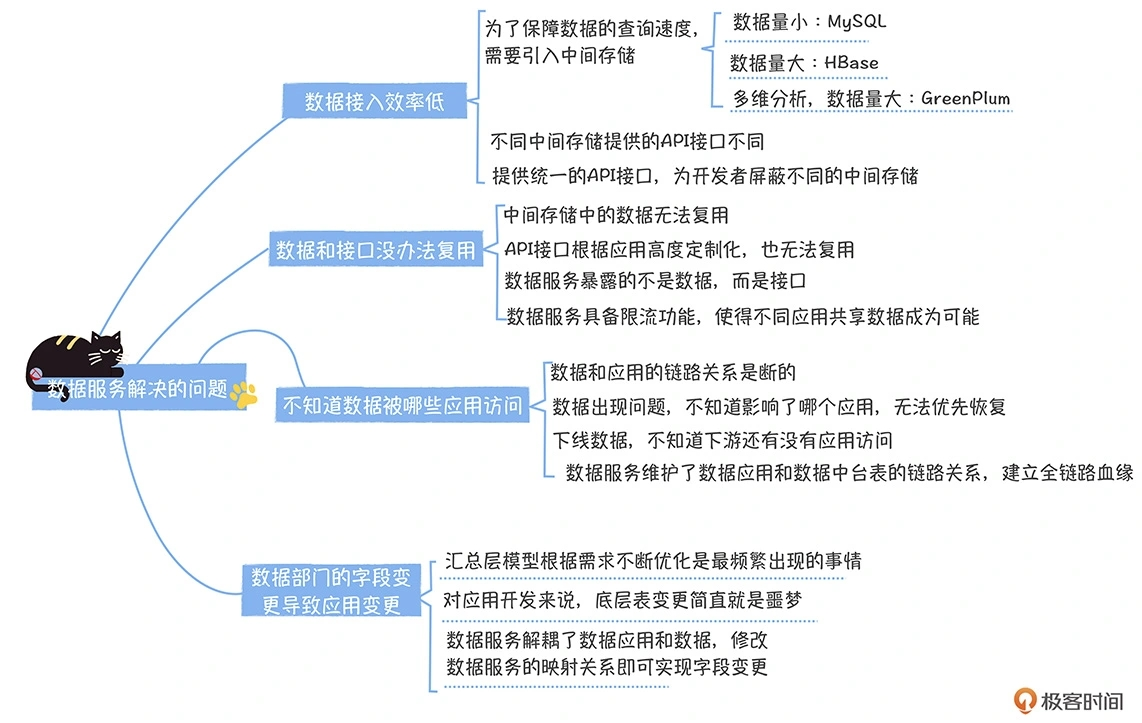 数据服务解决的问题
数据接入效率低
为了保障数据的查询速度，
需要引入中间存储
数据量小：MySQL
数据量大：HBase
多维分析，数据量大：GreenPlum
不同中间存储提供的API接口不同
提供统一的API接口，为开发者屏蔽不同的中间存储
数据和接口没办法复用
中间存储中的数据无法复用
API接口根据应用高度定制化，也无法复用
数据服务暴露的不是数据，而是接口
数据服务具备限流功能，使得不同应用共享数据成为可能
不知道数据被哪些应用访问
数据和应用的链路关系是断的
数据出现问题，不知道影响了哪个应用，无法优先恢复
下线数据，不知道下游还有没有应用访问
数据服务维护了数据应用和数据中台表的链路关系，建立全链路血缘
数据部门的字段变
更导致应用变更
汇总层模型根据需求不断优化是最频繁出现的事情
对应用开发来说，底层表变更简直就是噩梦
数据服务解耦了数据应用和数据，修改
数据服务的映射关系即可实现字段变更
极客时间